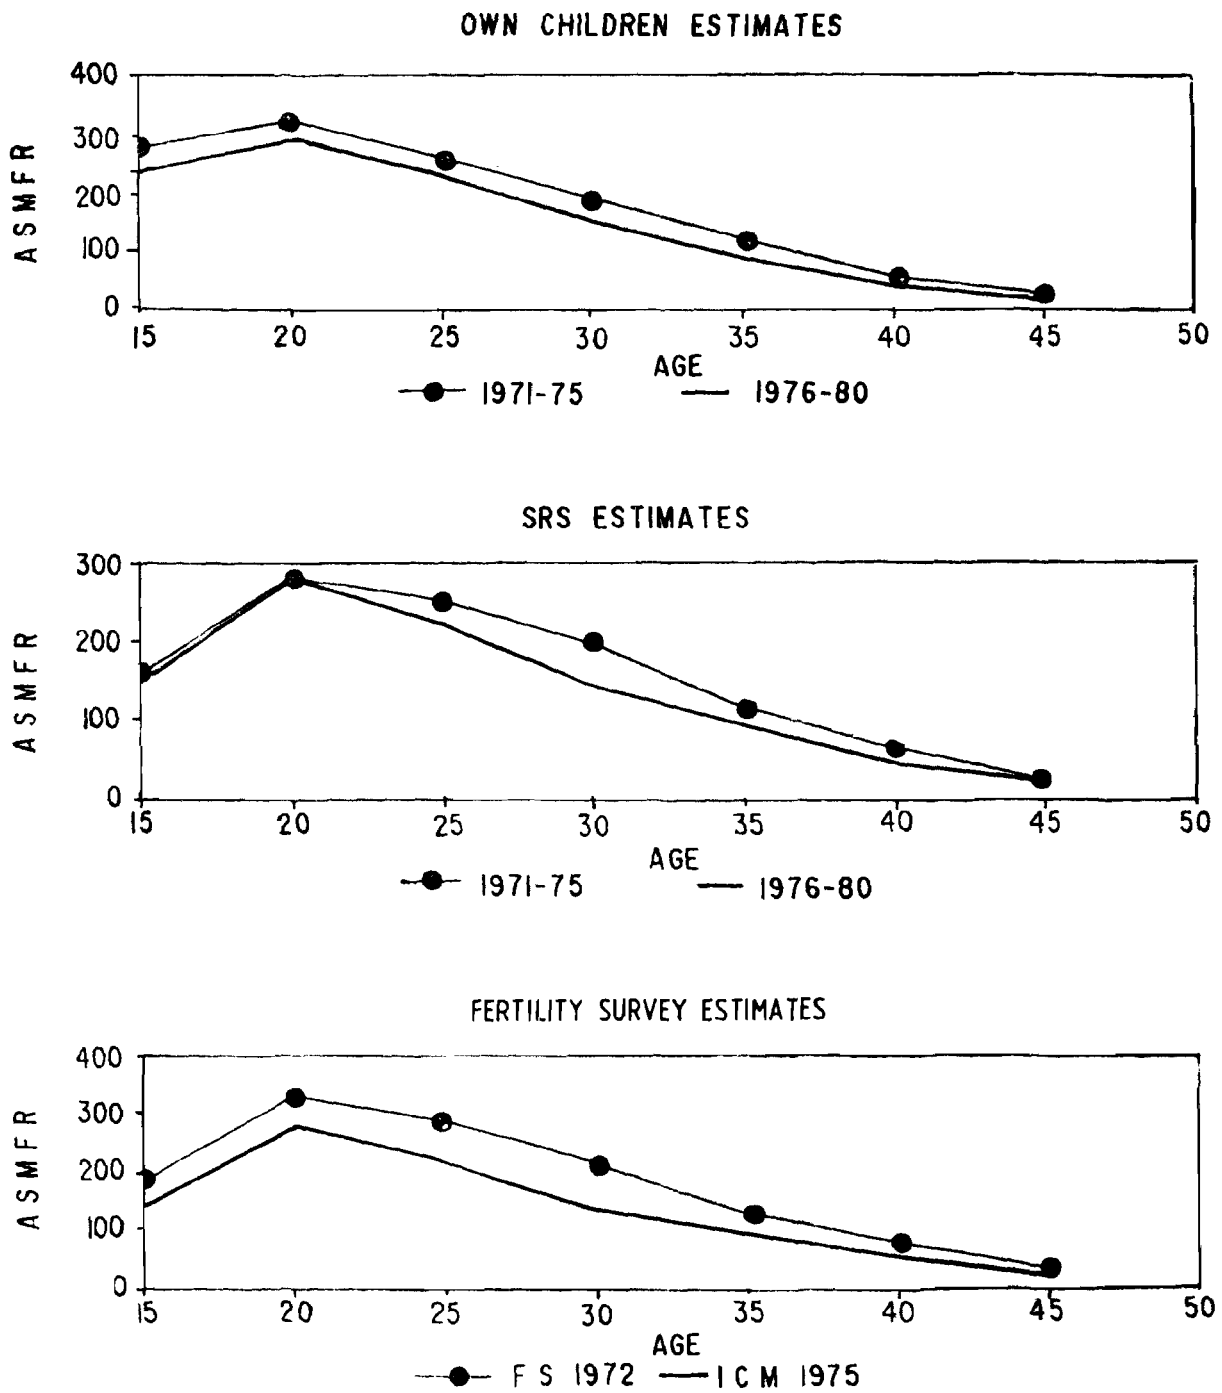 OWN CHILDREN ESTIMATES
400
300
200
100
0
ASMFR
15 20 25 30 35 40 45 50
AGE
1971-75 1976-80
SRS ESTIMATES
300
200
100
0
ASMFR
15 20 25 30 35 40 45 50
AGE
1971-75 1976-80
FERTILITY SURVEY ESTIMATES
400
300
200
100
0
ASMFR
15 20 25 30 35 40 45 50
AGE
FS 1972 ICM 1975